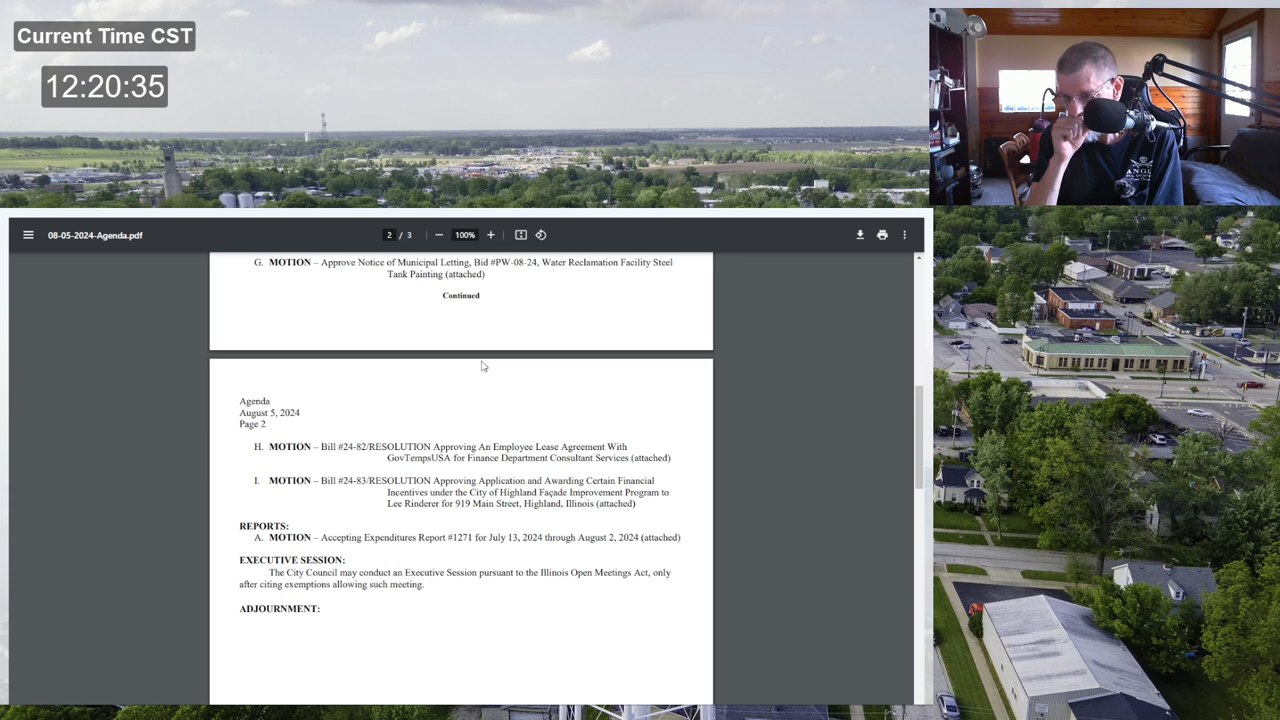 Current Time CST
12:20:35
08-05-2024-Agenda.pdf
2 / 3
100%
G. MOTION – Approve Notice of Municipal Letting, Bid #PW-08-24, Water Reclamation Facility Steel
Tank Painting (attached)
Continued
Agenda
August 5, 2024
Page 2
H. MOTION – Bill #24-82/RESOLUTION Approving An Employee Lease Agreement With
GovTempsUSA for Finance Department Consultant Services (attached)
I. MOTION – Bill #24-83/RESOLUTION Approving Application and Awarding Certain Financial
Incentives under the City of Highland Façade Improvement Program to
Lee Rinderer for 919 Main Street, Highland, Illinois (attached)
REPORTS:
A. MOTION – Accepting Expenditures Report #1271 for July 13, 2024 through August 2, 2024 (attached)
EXECUTIVE SESSION:
The City Council may conduct an Executive Session pursuant to the Illinois Open Meetings Act, only
after citing exemptions allowing such meeting.
ADJOURNMENT: